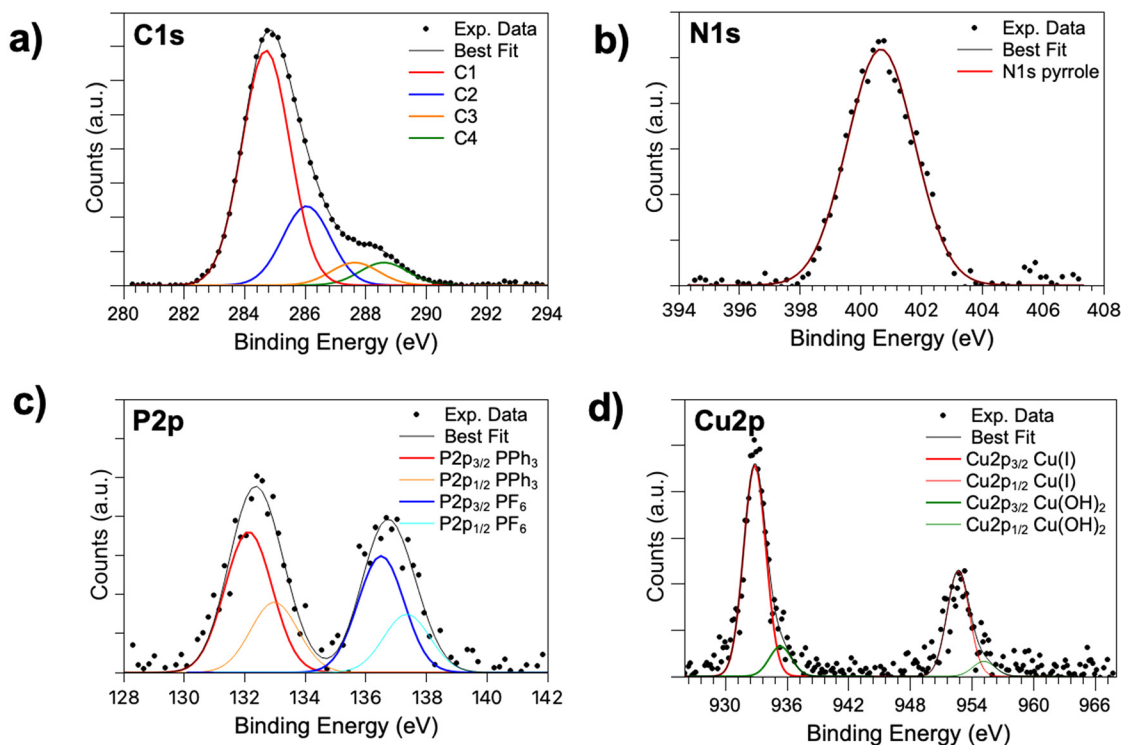 a)
C1s
Exp. Data
Best Fit
C1
C2
C3
C4
Counts (a.u.)
280 282 284 286 288 290 292 294
Binding Energy (eV)
b)
N1s
Exp. Data
Best Fit
N1s pyrrole
Counts (a.u.)
394 396 398 400 402 404 406 408
Binding Energy (eV)
c)
P2p
Exp. Data
Best Fit
P2p₃/₂ PPh₃
P2p₁/₂ PPh₃
P2p₃/₂ PF₆
P2p₁/₂ PF₆
Counts (a.u.)
128 130 132 134 136 138 140 142
Binding Energy (eV)
d)
Cu2p
Exp. Data
Best Fit
Cu2p₃/₂ Cu(I)
Cu2p₁/₂ Cu(I)
Cu2p₃/₂ Cu(OH)₂
Cu2p₁/₂ Cu(OH)₂
Counts (a.u.)
930 936 942 948 954 960 966
Binding Energy (eV)